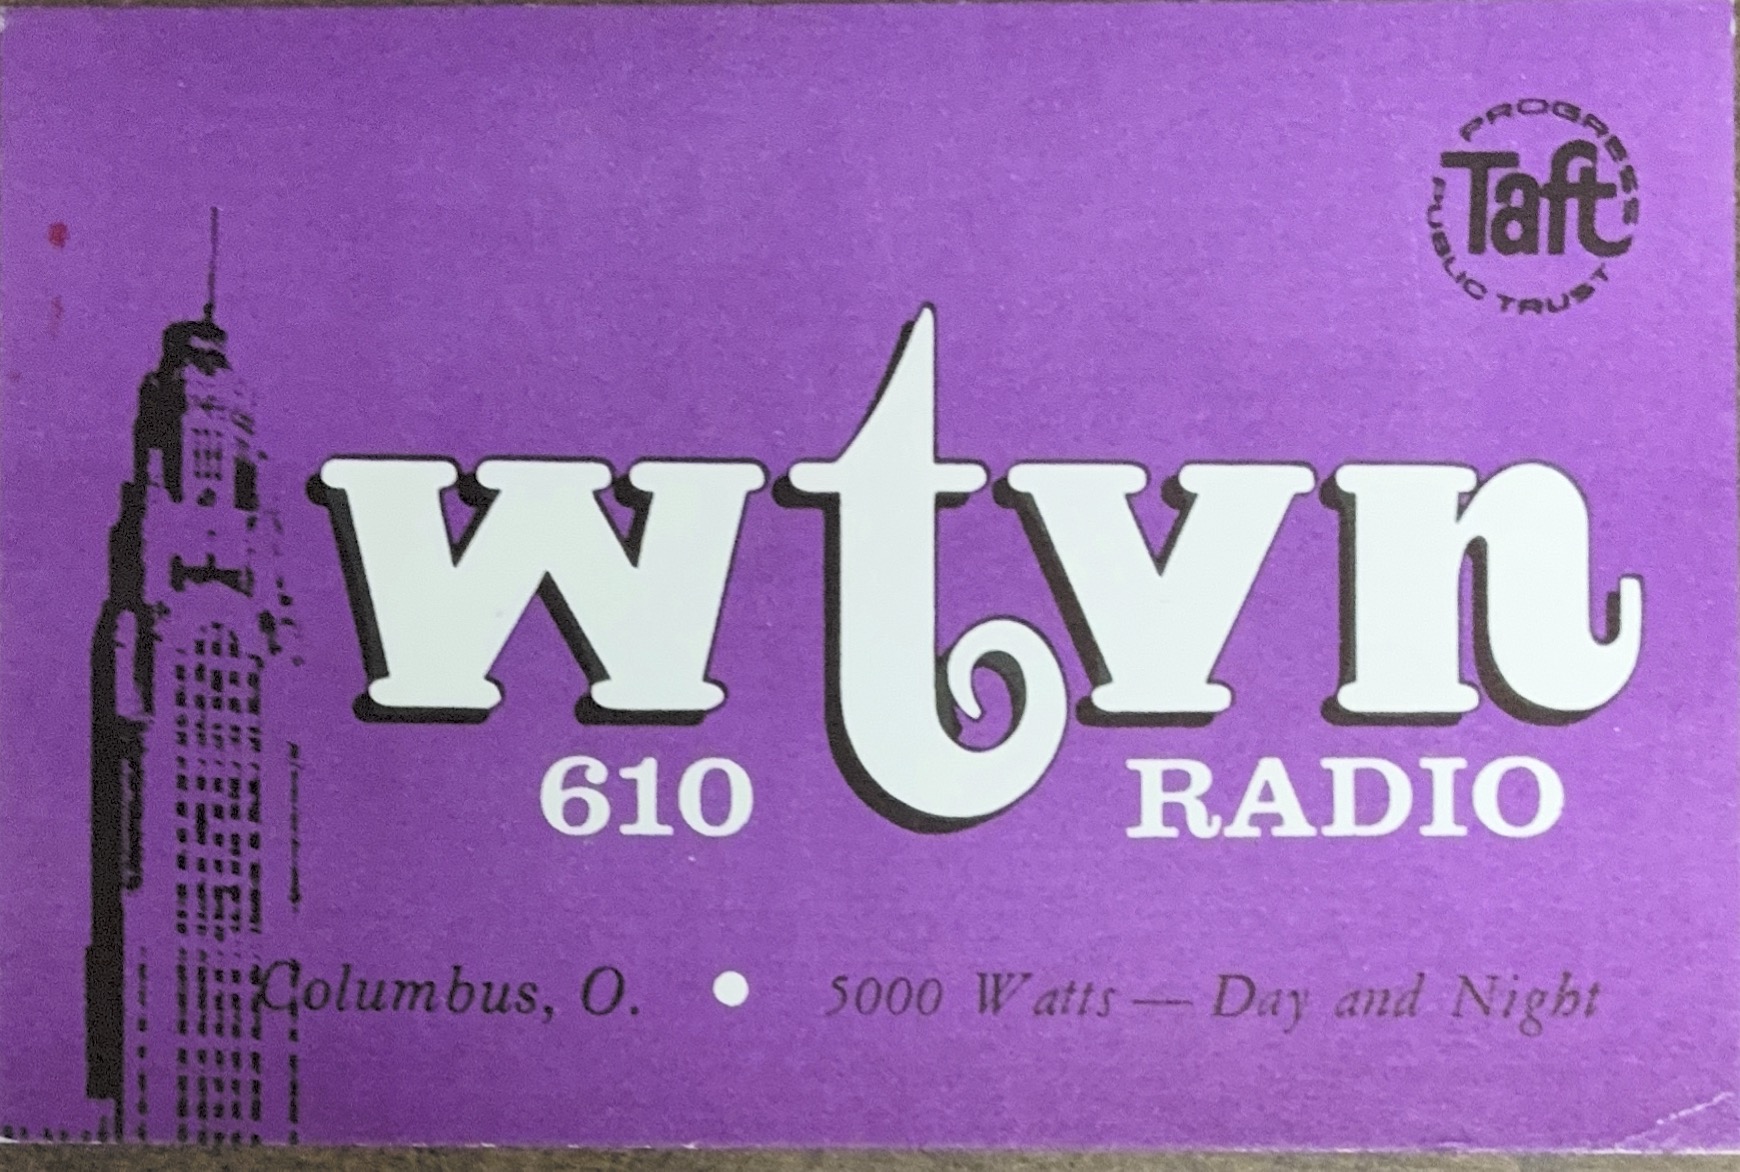 PROGRESS
Taft
PUBLIC TRUST
wtvn
610 RADIO
Columbus, O. • 5000 Watts — Day and Night